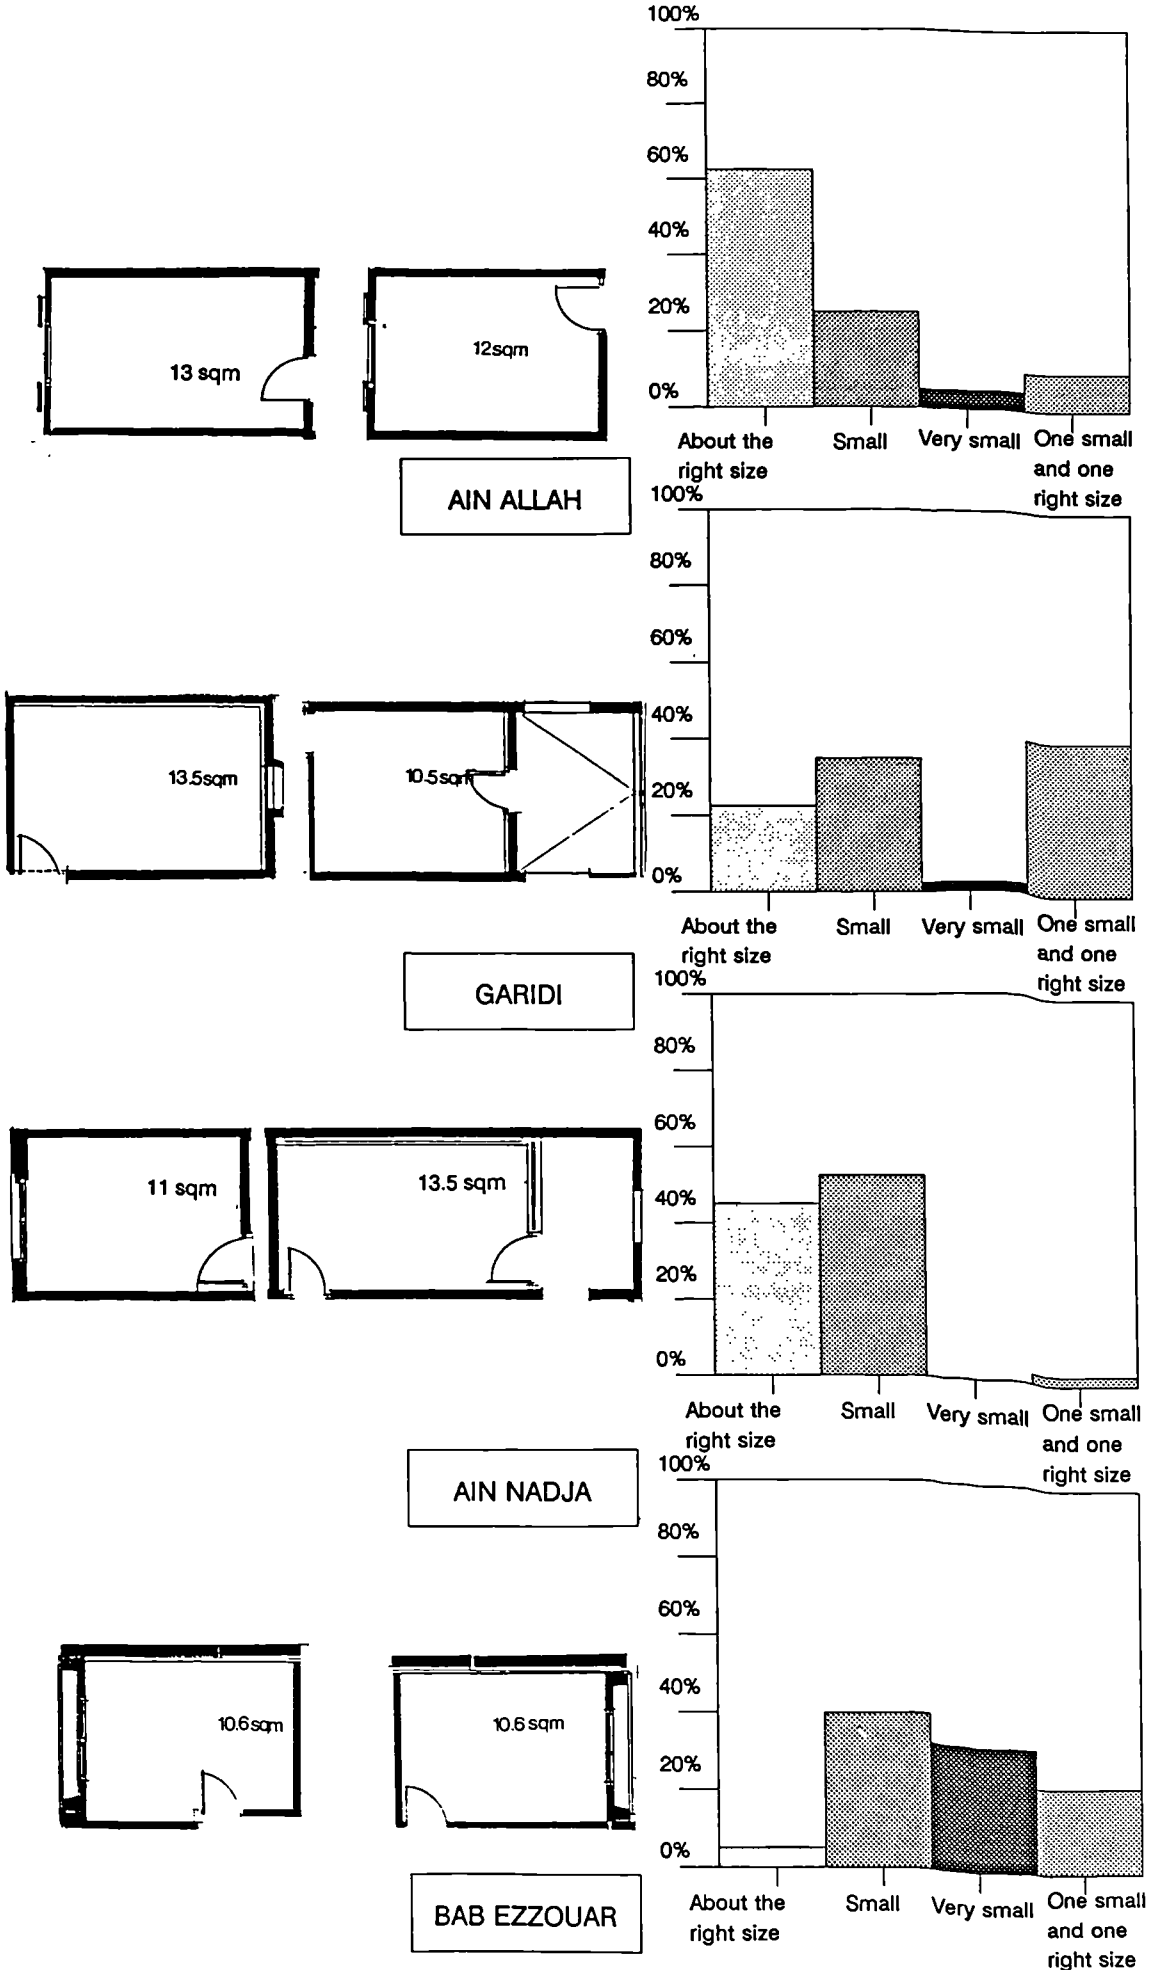 100%
80%
60%
40%
20%
0%
13 sqm
12sqm
About the
right size
Small
Very small
One small
and one
right size
AIN ALLAH
100%
80%
60%
40%
20%
0%
13.5sqm
10.5sqm
About the
right size
Small
Very small
One small
and one
right size
GARIDI
100%
80%
60%
40%
20%
0%
11 sqm
13.5 sqm
About the
right size
Small
Very small
One small
and one
right size
AIN NADJA
100%
80%
60%
40%
20%
0%
10.6sqm
10.6 sqm
About the
right size
Small
Very small
One small
and one
right size
BAB EZZOUAR